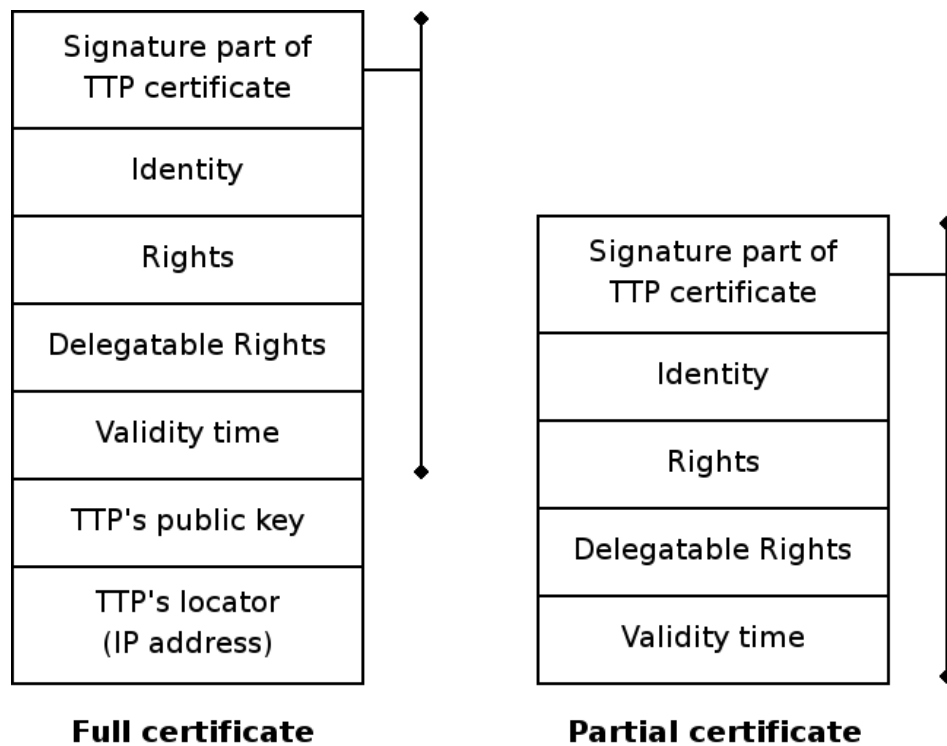 Signature part of
TTP certificate
Identity
Rights
Delegatable Rights
Validity time
TTP's public key
TTP's locator
(IP address)
Full certificate
Signature part of
TTP certificate
Identity
Rights
Delegatable Rights
Validity time
Partial certificate